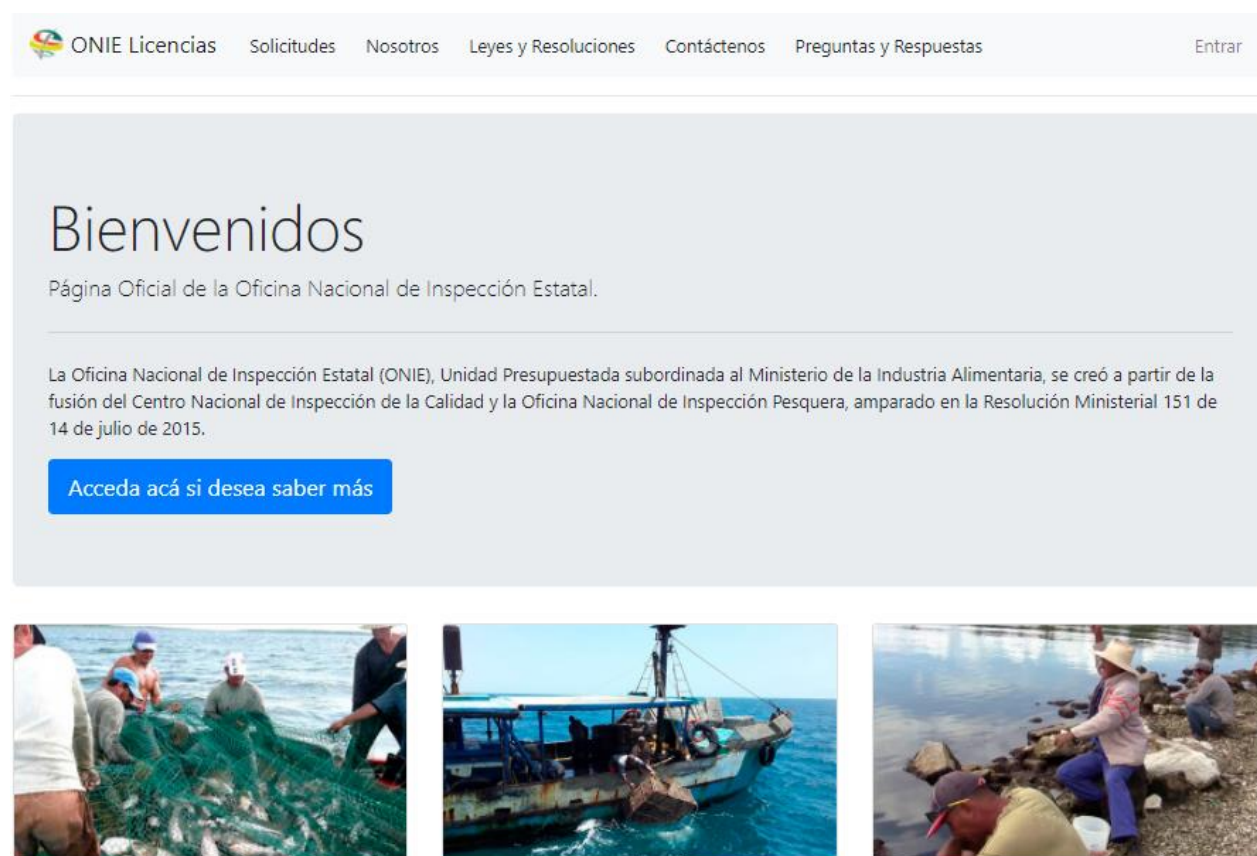 ONIE Licencias Solicitudes Nosotros Leyes y Resoluciones Contáctenos Preguntas y Respuestas Entrar
Bienvenidos
Página Oficial de la Oficina Nacional de Inspección Estatal.
La Oficina Nacional de Inspección Estatal (ONIE), Unidad Presupuestada subordinada al Ministerio de la Industria Alimentaria, se creó a partir de la
fusión del Centro Nacional de Inspección de la Calidad y la Oficina Nacional de Inspección Pesquera, amparado en la Resolución Ministerial 151 de
14 de julio de 2015.
Acceda acá si desea saber más